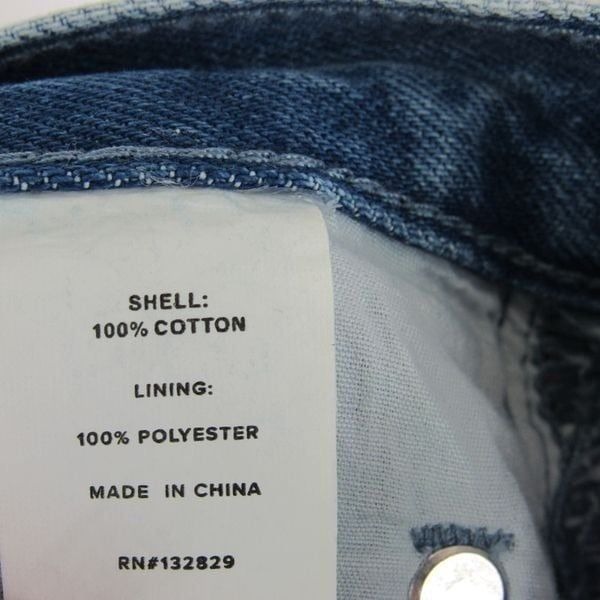 SHELL:
100% COTTON
LINING:
100% POLYESTER
MADE IN CHINA
RN#132829